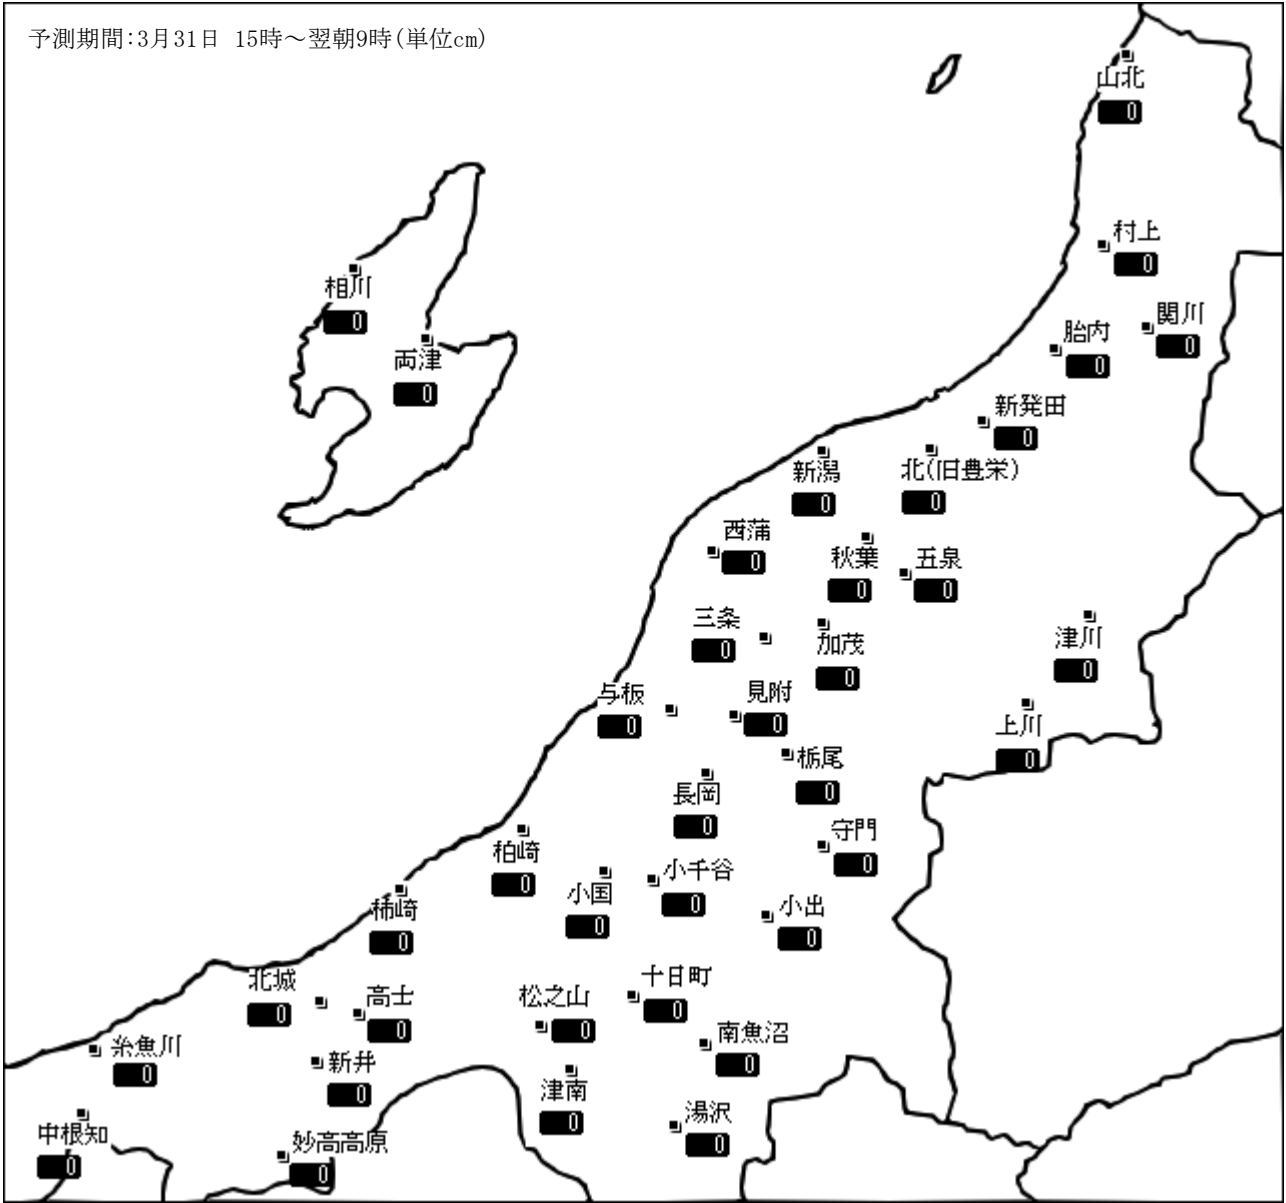 予測期間:3月31日 15時～翌朝9時(単位cm)
山北
0
村上
0
相川
0
関川
0
胎内
0
両津
0
新発田
0
新潟
0
北(旧豊栄)
0
西蒲
0
秋葉
0
五泉
0
三条
0
加茂
0
津川
0
与板
0
見附
0
上川
0
栃尾
0
長岡
0
守門
0
柏崎
0
小国
0
小千谷
0
小出
0
柿崎
0
北城
0
高士
0
松之山
0
十日町
0
南魚沼
0
糸魚川
0
新井
0
津南
0
湯沢
0
中根知
0
妙高高原
0